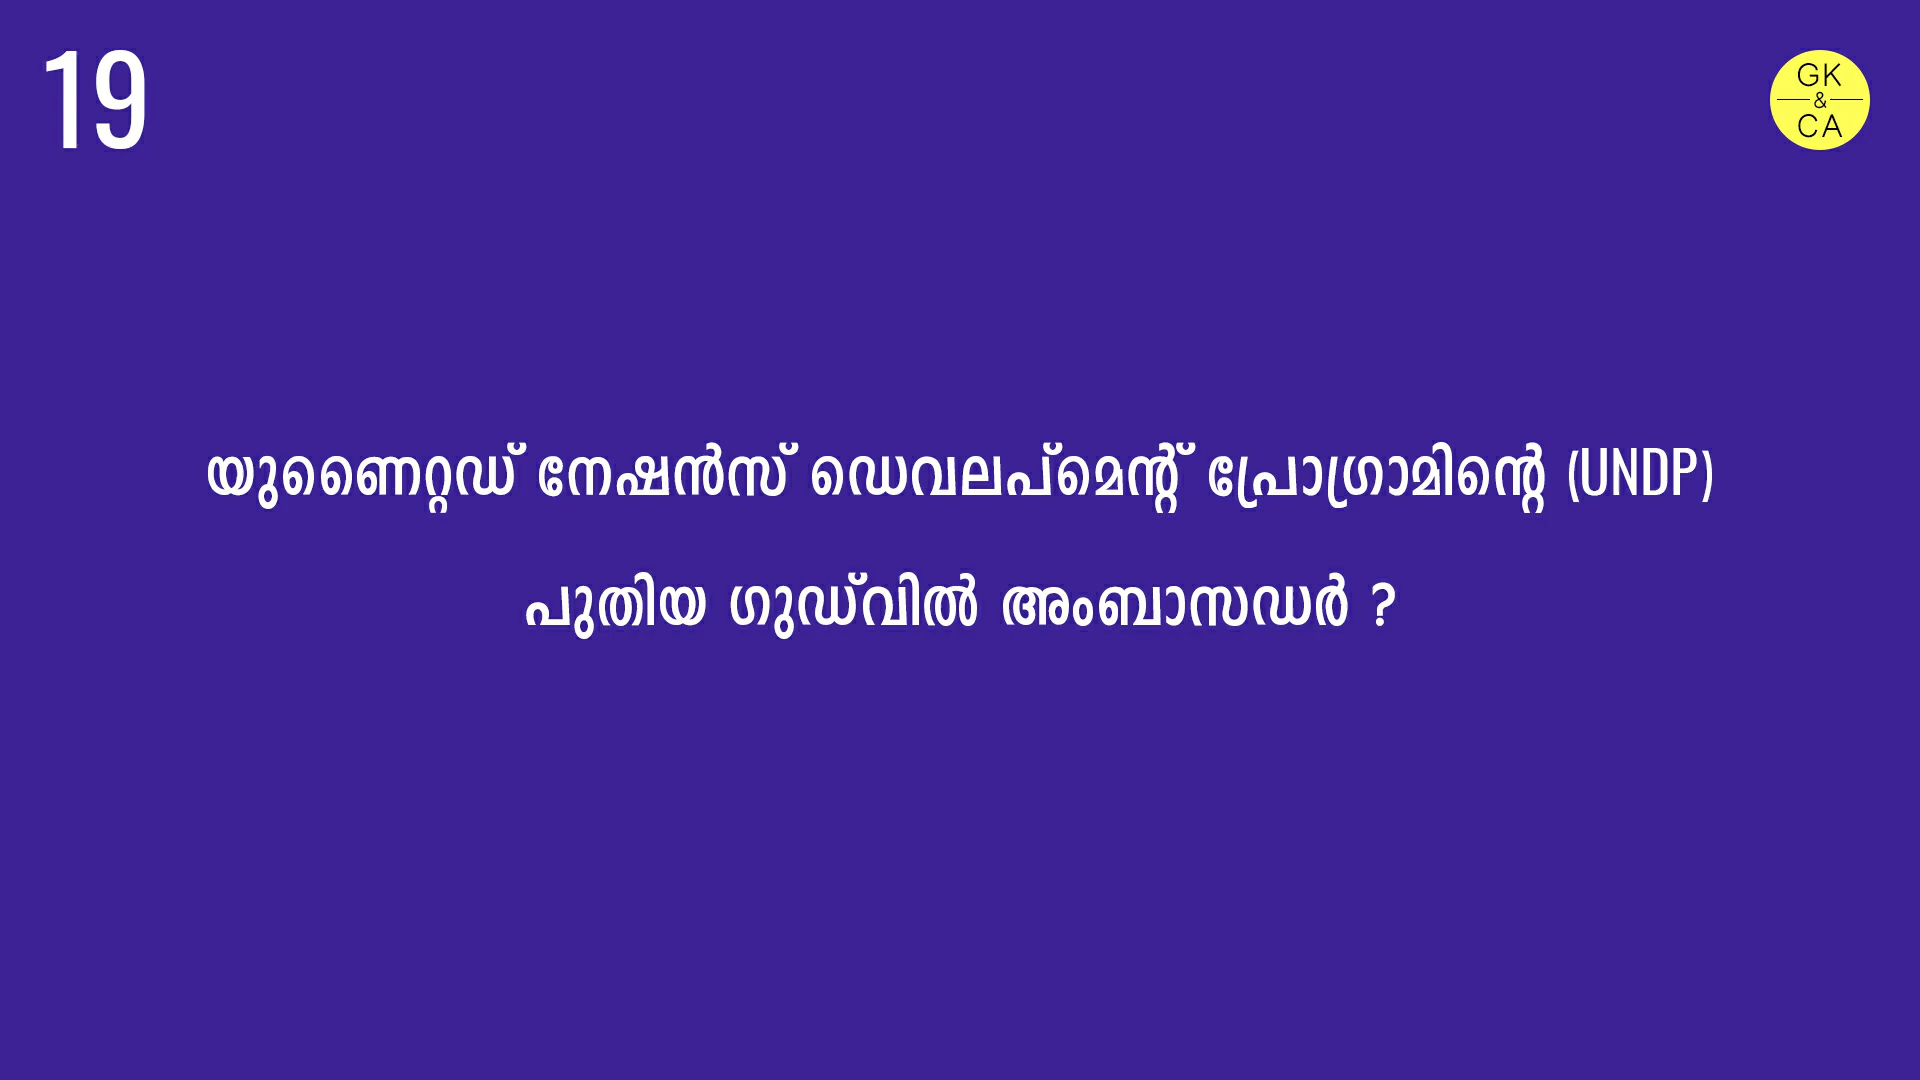 19
GK
&
CA
യുണൈറ്റഡ് നേഷൻസ് ഡെവലപ്മെന്റ് പ്രോഗ്രാമിന്റെ (UNDP)
പുതിയ ഗുഡ്‌വിൽ അംബാസഡർ ?